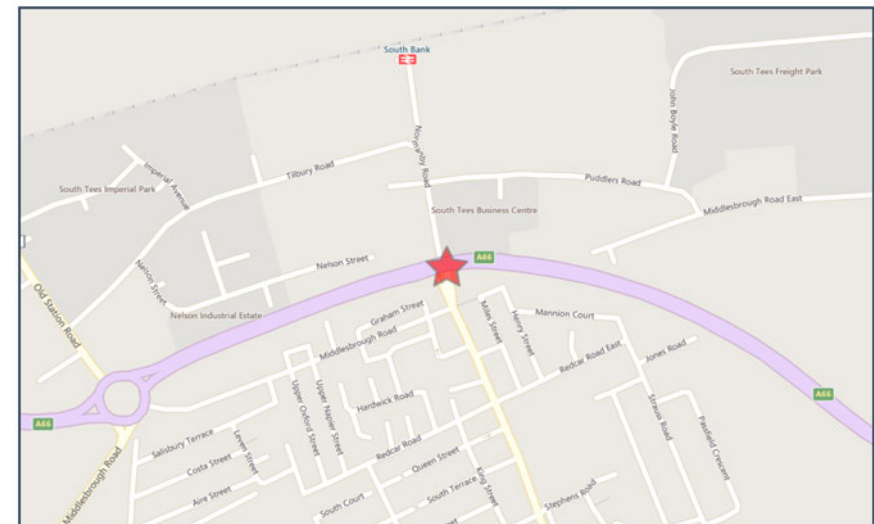 South Bank
South Tees Freight Park
John Boyle Road
Normanby Road
Imperial Avenue
Tilbury Road
South Tees Imperial Park
Puddlers Road
Middlesbrough Road East
South Tees Business Centre
A66
Nelson Street
Nelson Street
Old Station Road
Nelson Industrial Estate
Graham Street
Middlesbrough Road
Miles Street
Henry Street
Mannion Court
Redcar Road East
Jones Road
Upper Oxford Street
Upper Napier Street
Hardwick Road
Strauss Road
Passfield Crescent
A66
A66
Salisbury Terrace
Leven Street
Costa Street
Redcar Road
Queen Street
King Street
Middlesbrough Road
Aire Street
South Court
South Terrace
Stephens Road